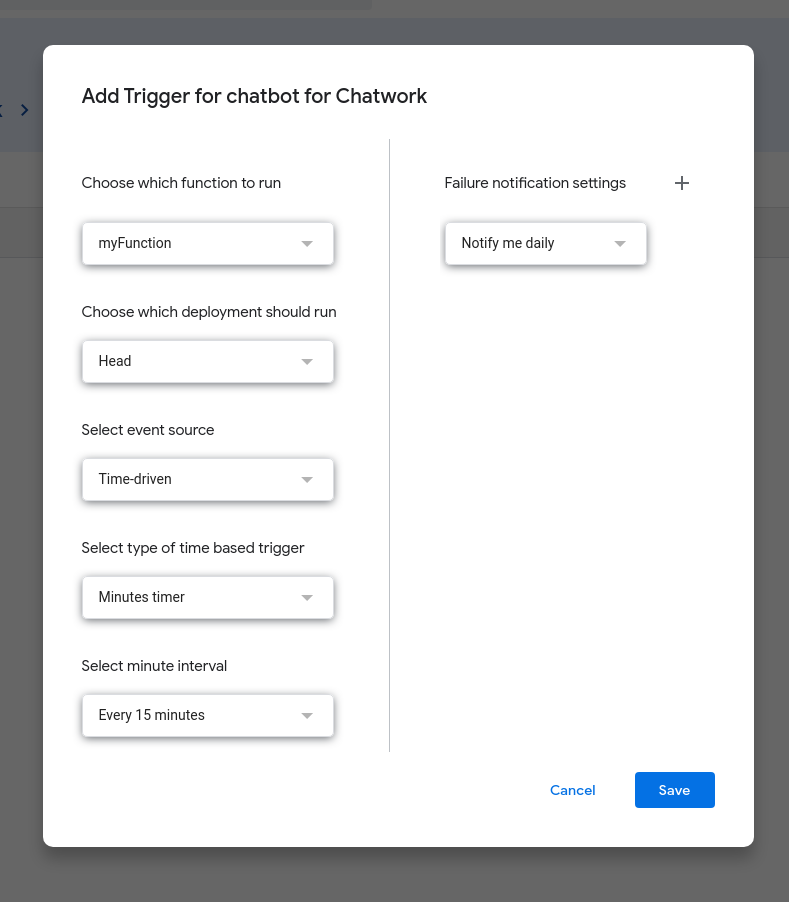 Add Trigger for chatbot for Chatwork
Choose which function to run
myFunction
Choose which deployment should run
Head
Select event source
Time-driven
Select type of time based trigger
Minutes timer
Select minute interval
Every 15 minutes
Failure notification settings
Notify me daily
Cancel
Save